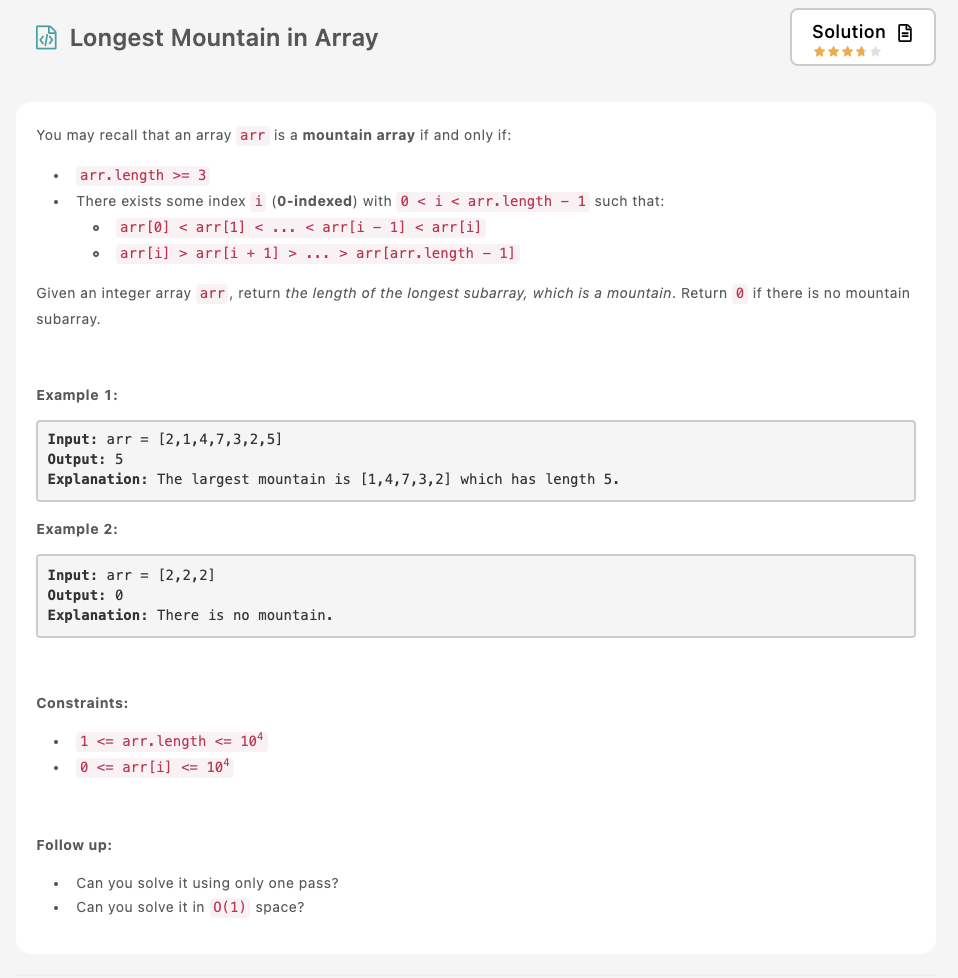 Longest Mountain in Array
Solution
You may recall that an array arr is a mountain array if and only if:
• arr.length >= 3
• There exists some index i (0-indexed) with 0 < i < arr.length - 1 such that:
arr[0] < arr[1] < ... < arr[i - 1] < arr[i]
arr[i] > arr[i + 1] > ... > arr[arr.length - 1]
Given an integer array arr, return the length of the longest subarray, which is a mountain. Return 0 if there is no mountain
subarray.
Example 1:
Input: arr = [2,1,4,7,3,2,5]
Output: 5
Explanation: The largest mountain is [1,4,7,3,2] which has length 5.
Example 2:
Input: arr = [2,2,2]
Output: 0
Explanation: There is no mountain.
Constraints:
• 1 <= arr.length <= 10⁴
• 0 <= arr[i] <= 10⁴
Follow up:
• Can you solve it using only one pass?
• Can you solve it in O(1) space?